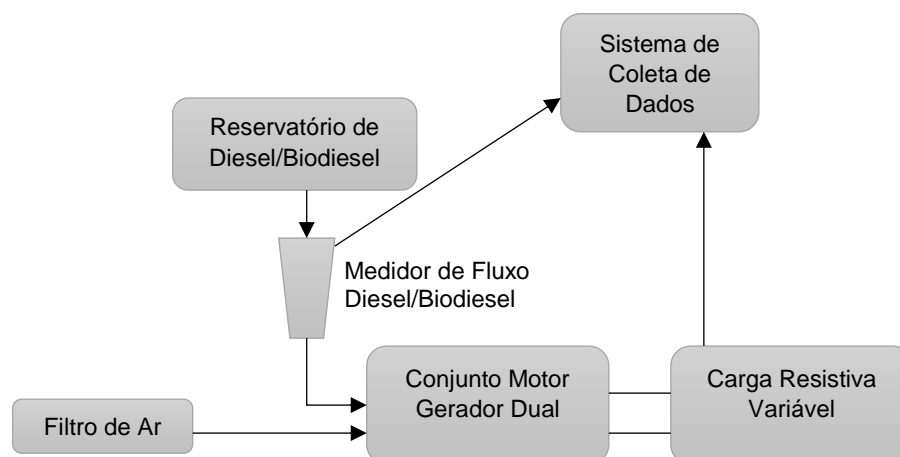 Sistema de
Coleta de
Dados
Reservatório de
Diesel/Biodiesel
Medidor de Fluxo
Diesel/Biodiesel
Conjunto Motor
Gerador Dual
Carga Resistiva
Variável
Filtro de Ar